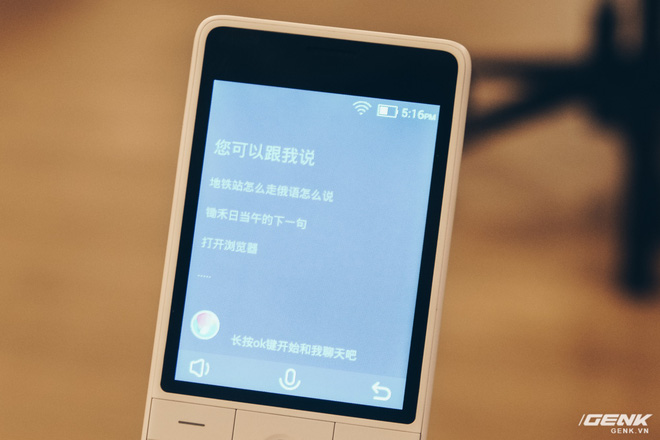 5:16PM
您可以跟我说
地铁站怎么走俄语怎么说
锄禾日当午的下一句
打开浏览器
.....
长按ok键开始和我聊天吧
GENK
GENK.VN